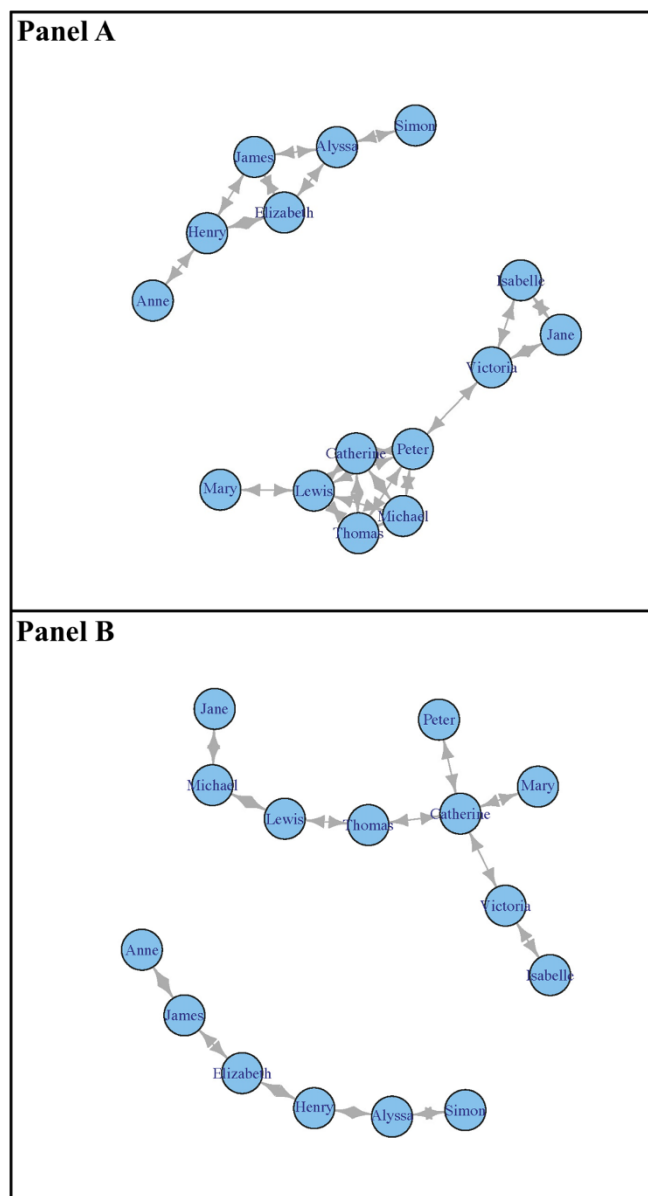 Panel A
Simon
Alyssa
James
Elizabeth
Henry
Anne
Isabelle
Jane
Victoria
Peter
Catherine
Mary
Lewis
Michael
Thomas
Panel B
Jane
Peter
Michael
Mary
Lewis
Thomas
Catherine
Victoria
Isabelle
Anne
James
Elizabeth
Henry
Alyssa
Simon